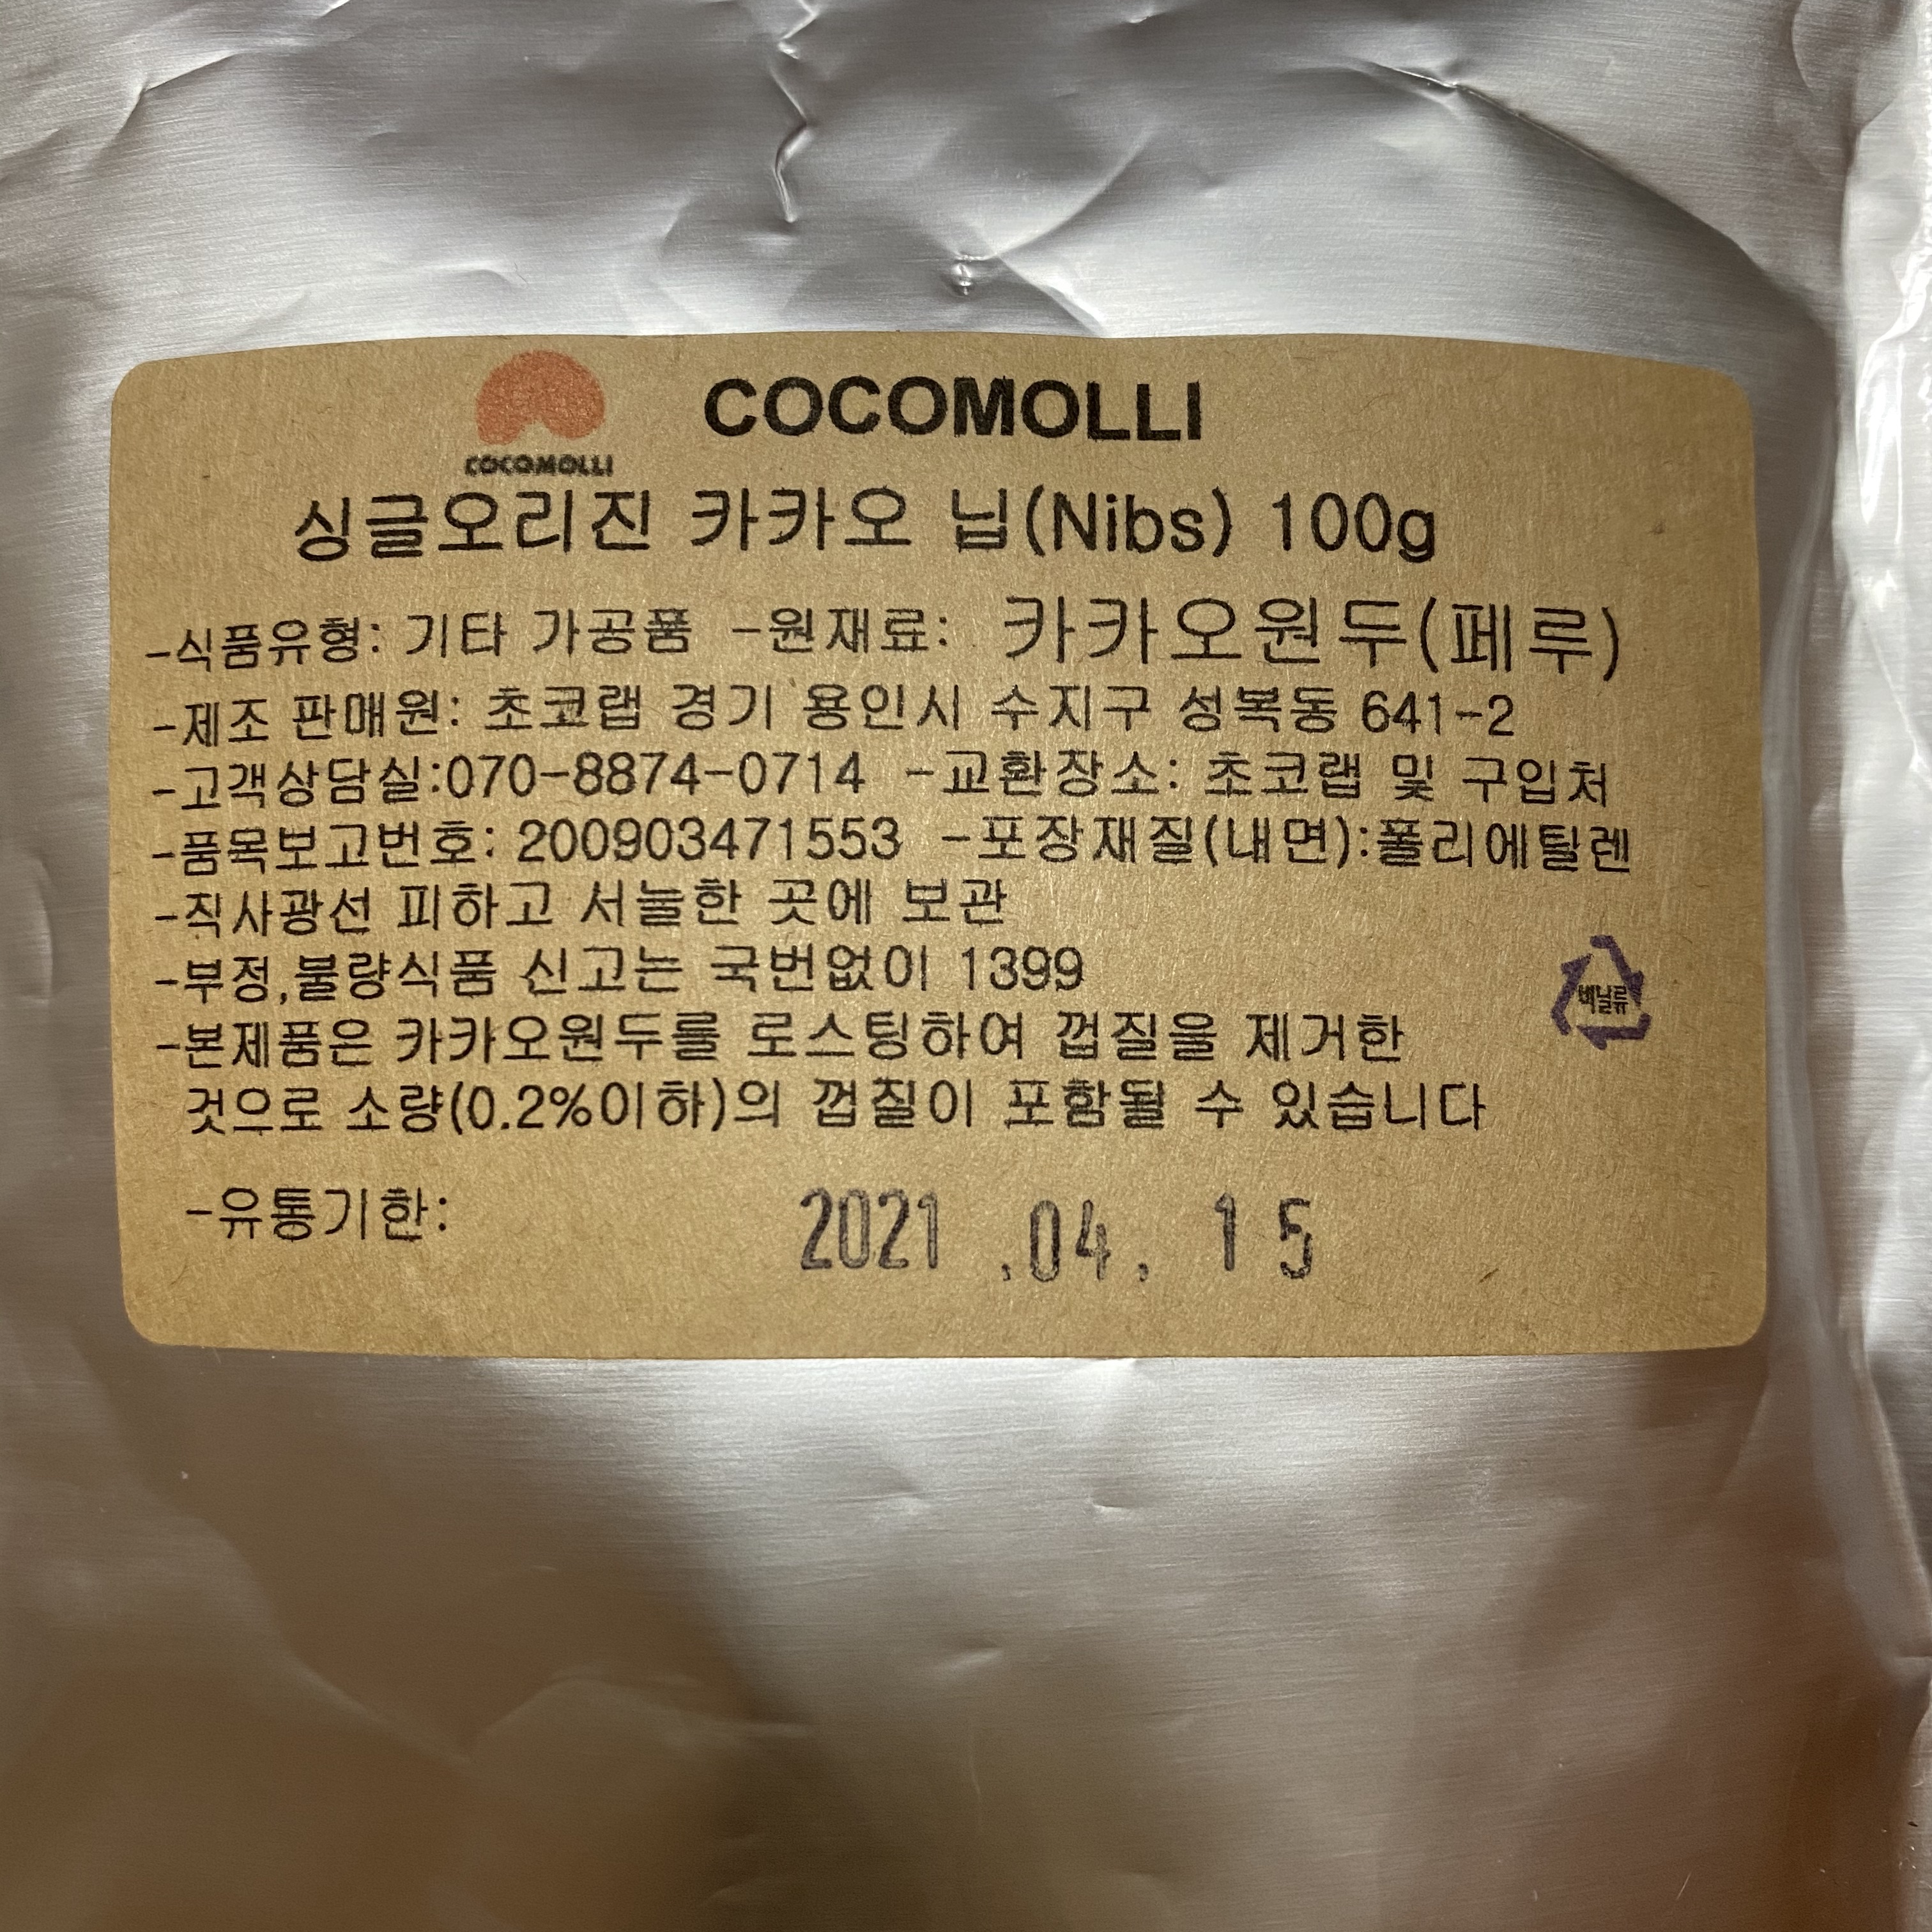 COCOMOLLI
COCOMOLLI
싱글오리진 카카오 닙(Nibs) 100g
-식품유형: 기타 가공품 -원재료: 카카오원두(페루)
-제조 판매원: 초코랩 경기 용인시 수지구 성복동 641-2
-고객상담실:070-8874-0714 -교환장소: 초코랩 및 구입처
-품목보고번호: 200903471553 -포장재질(내면):폴리에틸렌
-직사광선 피하고 서늘한 곳에 보관
-부정,불량식품 신고는 국번없이 1399
비닐류
-본제품은 카카오원두를 로스팅하여 껍질을 제거한
것으로 소량(0.2%이하)의 껍질이 포함될 수 있습니다
-유통기한: 2021 .04. 15